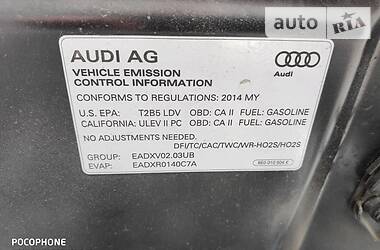 auto RIA
AUDI AG
VEHICLE EMISSION
CONTROL INFORMATION
Audi
CONFORMS TO REGULATIONS: 2014 MY
U.S. EPA: T2B5 LDV OBD: CA II FUEL: GASOLINE
CALIFORNIA: ULEV II PC OBD: CA II FUEL: GASOLINE
NO ADJUSTMENTS NEEDED.
DFI/TC/CAC/TWC/WR-HO2S/HO2S
GROUP: EADXV02.03UB
EVAP: EADXR0140C7A
POCOPHONE